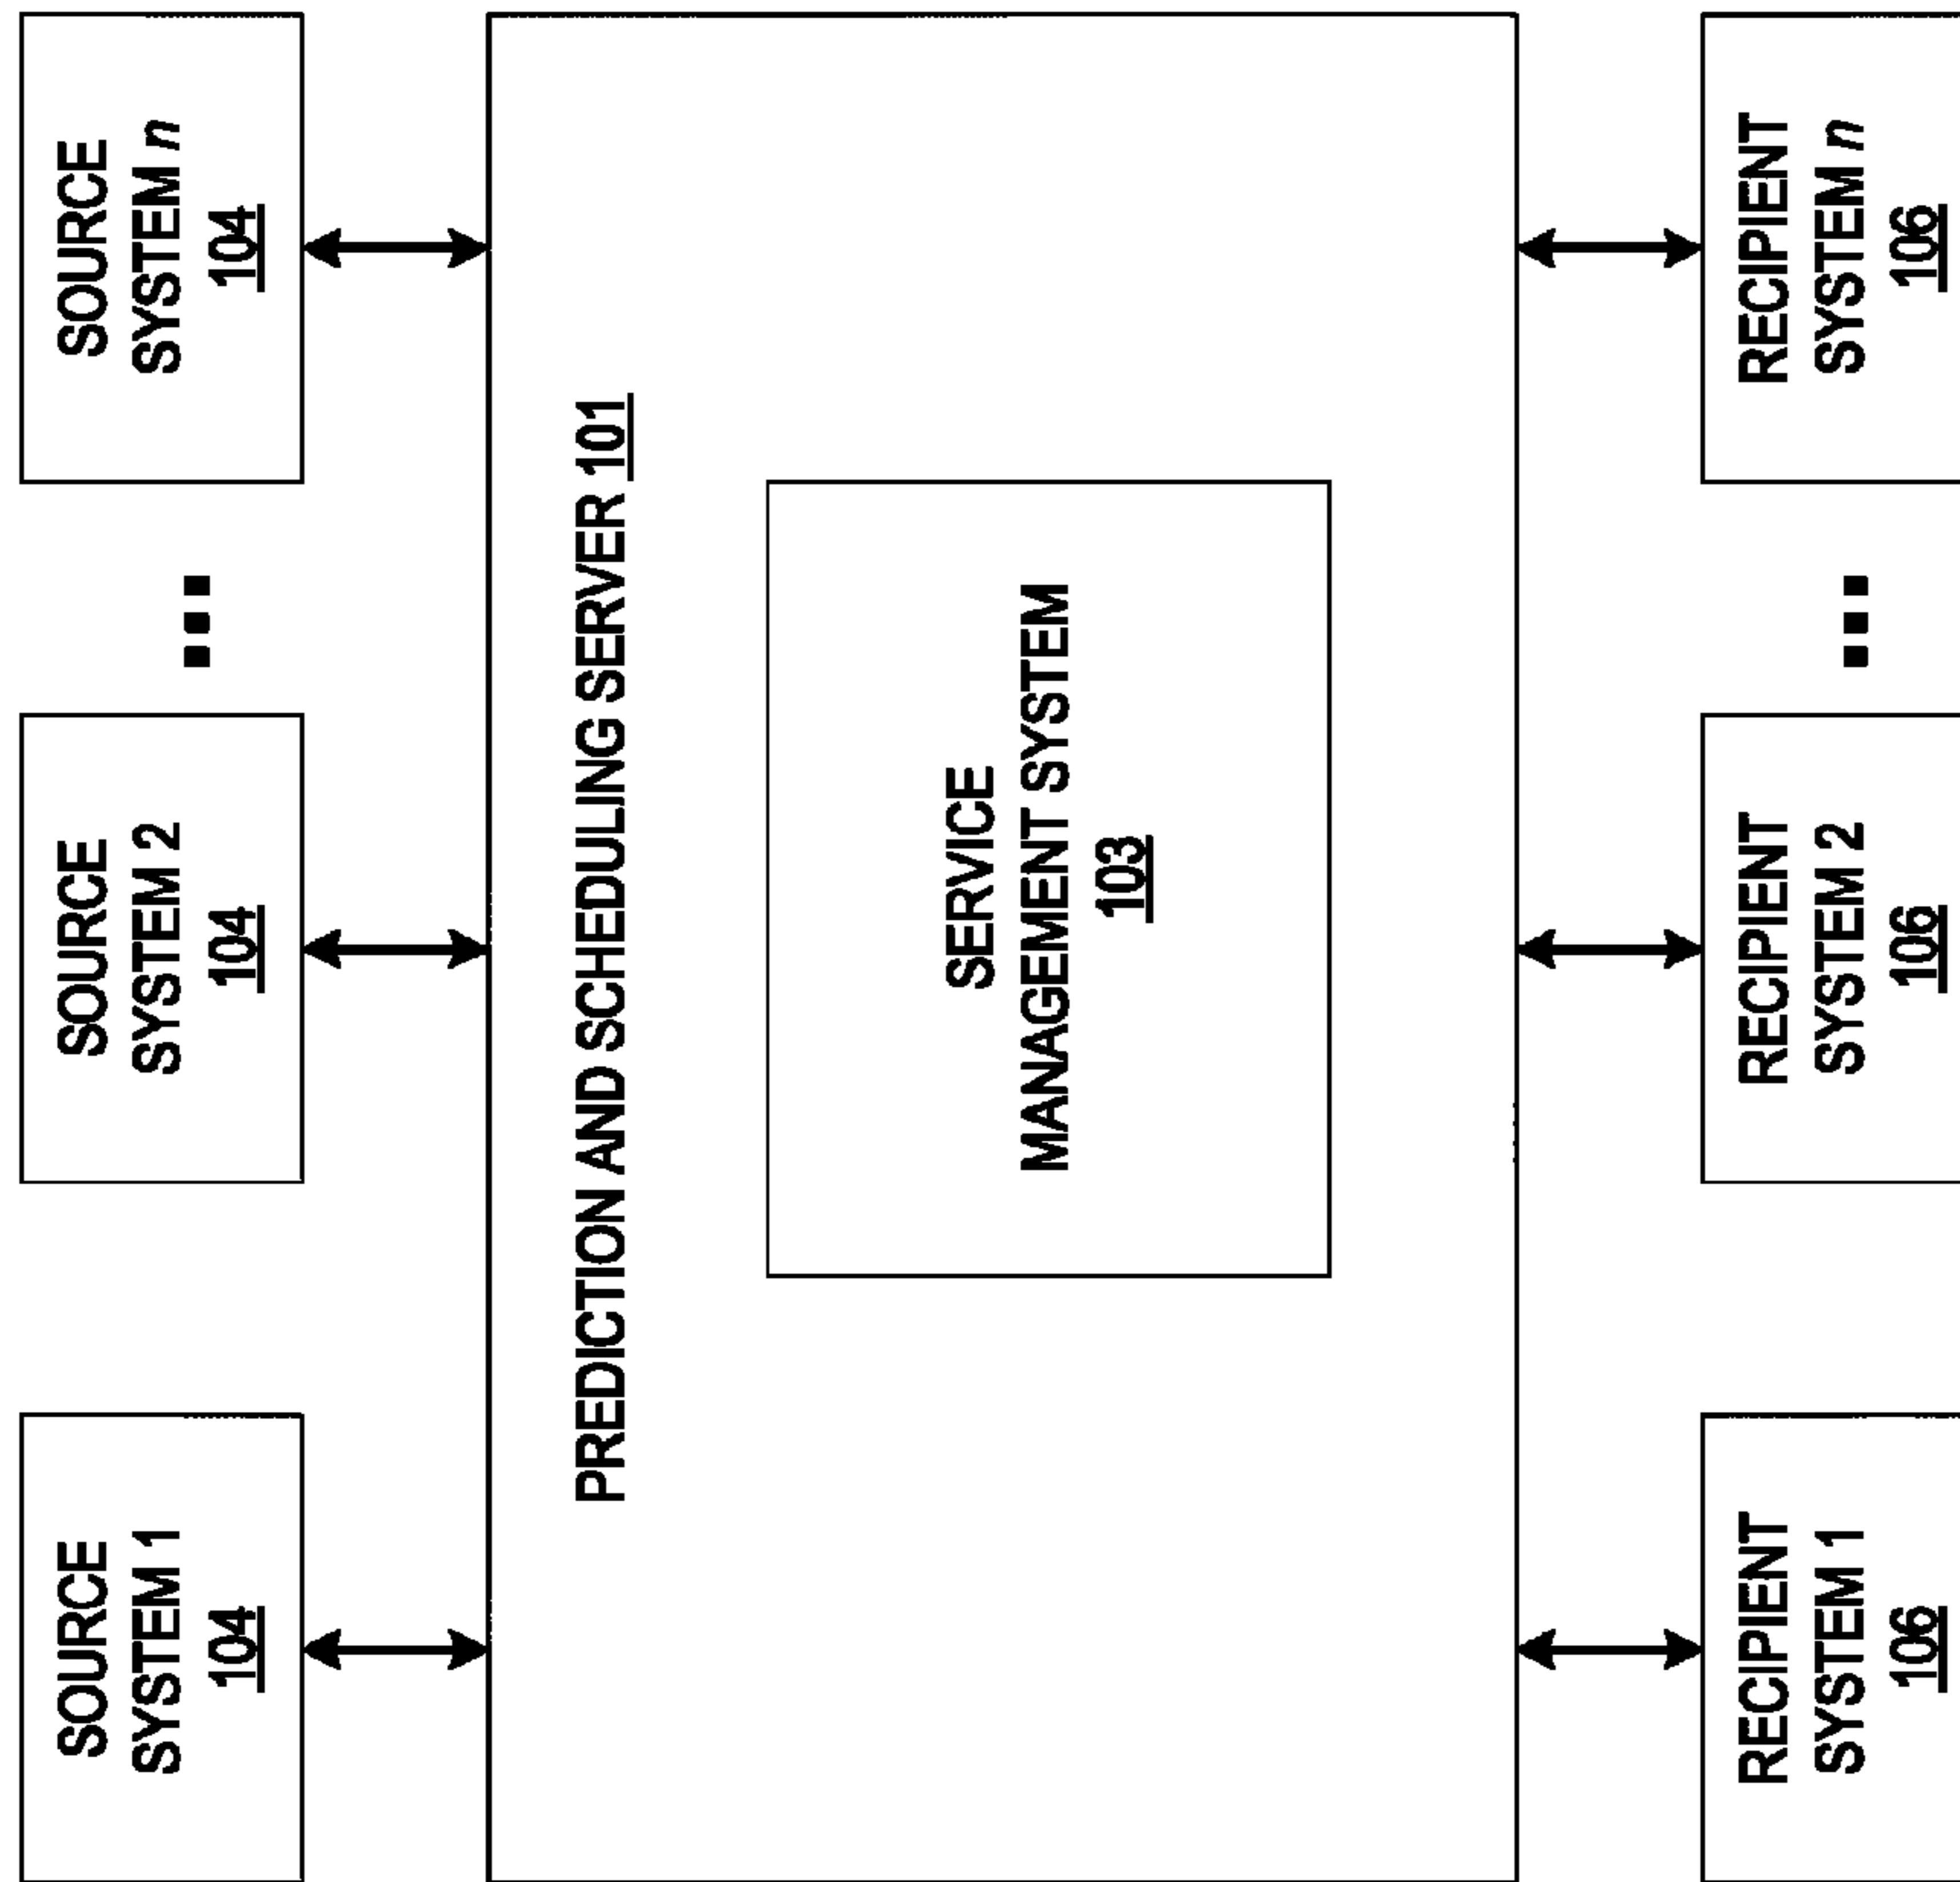 SOURCE
SYSTEM 1
104
SOURCE
SYSTEM 2
104
...
SOURCE
SYSTEM n
104
PREDICTION AND SCHEDULING SERVER 101
SERVICE
MANAGEMENT SYSTEM
103
RECIPIENT
SYSTEM 1
106
RECIPIENT
SYSTEM 2
106
...
RECIPIENT
SYSTEM n
106